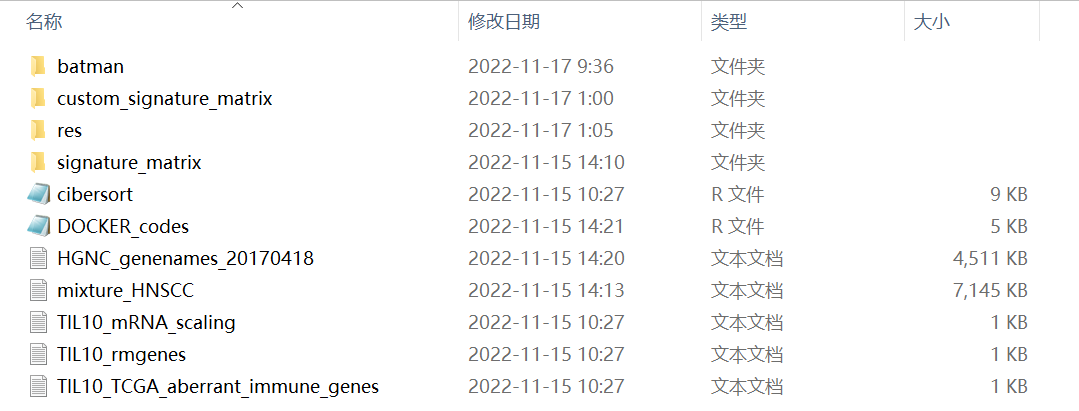 名称 修改日期 类型 大小
batman 2022-11-17 9:36 文件夹
custom_signature_matrix 2022-11-17 1:00 文件夹
res 2022-11-17 1:05 文件夹
signature_matrix 2022-11-15 14:10 文件夹
cibersort 2022-11-15 10:27 R 文件 9 KB
DOCKER_codes 2022-11-15 14:21 R 文件 5 KB
HGNC_genenames_20170418 2022-11-15 14:20 文本文档 4,511 KB
mixture_HNSCC 2022-11-15 14:13 文本文档 7,145 KB
TIL10_mRNA_scaling 2022-11-15 10:27 文本文档 1 KB
TIL10_rmgenes 2022-11-15 10:27 文本文档 1 KB
TIL10_TCGA_aberrant_immune_genes 2022-11-15 10:27 文本文档 1 KB